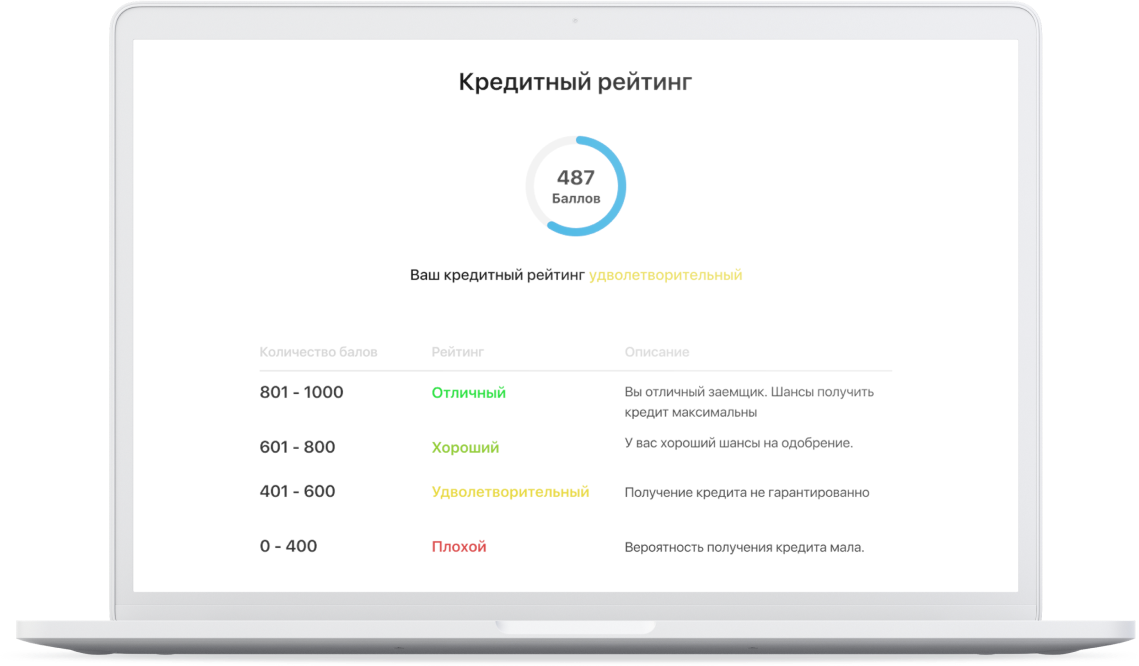 Кредитный рейтинг
487
Баллов
Ваш кредитный рейтинг удволетворительный
Количество балов Рейтинг Описание
801 - 1000 Отличный Вы отличный заемщик. Шансы получить
кредит максимальны
601 - 800 Хороший У вас хороший шансы на одобрение.
401 - 600 Удволетворительный Получение кредита не гарантированно
0 - 400 Плохой Вероятность получения кредита мала.